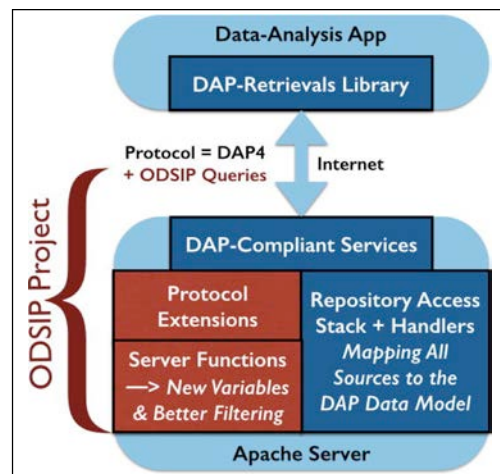 Data-Analysis App
DAP-Retrievals Library
Protocol = DAP4
+ ODSIP Queries
Internet
ODSIP Project
DAP-Compliant Services
Protocol
Extensions
Server Functions
—> New Variables
& Better Filtering
Repository Access
Stack + Handlers
Mapping All
Sources to the
DAP Data Model
Apache Server